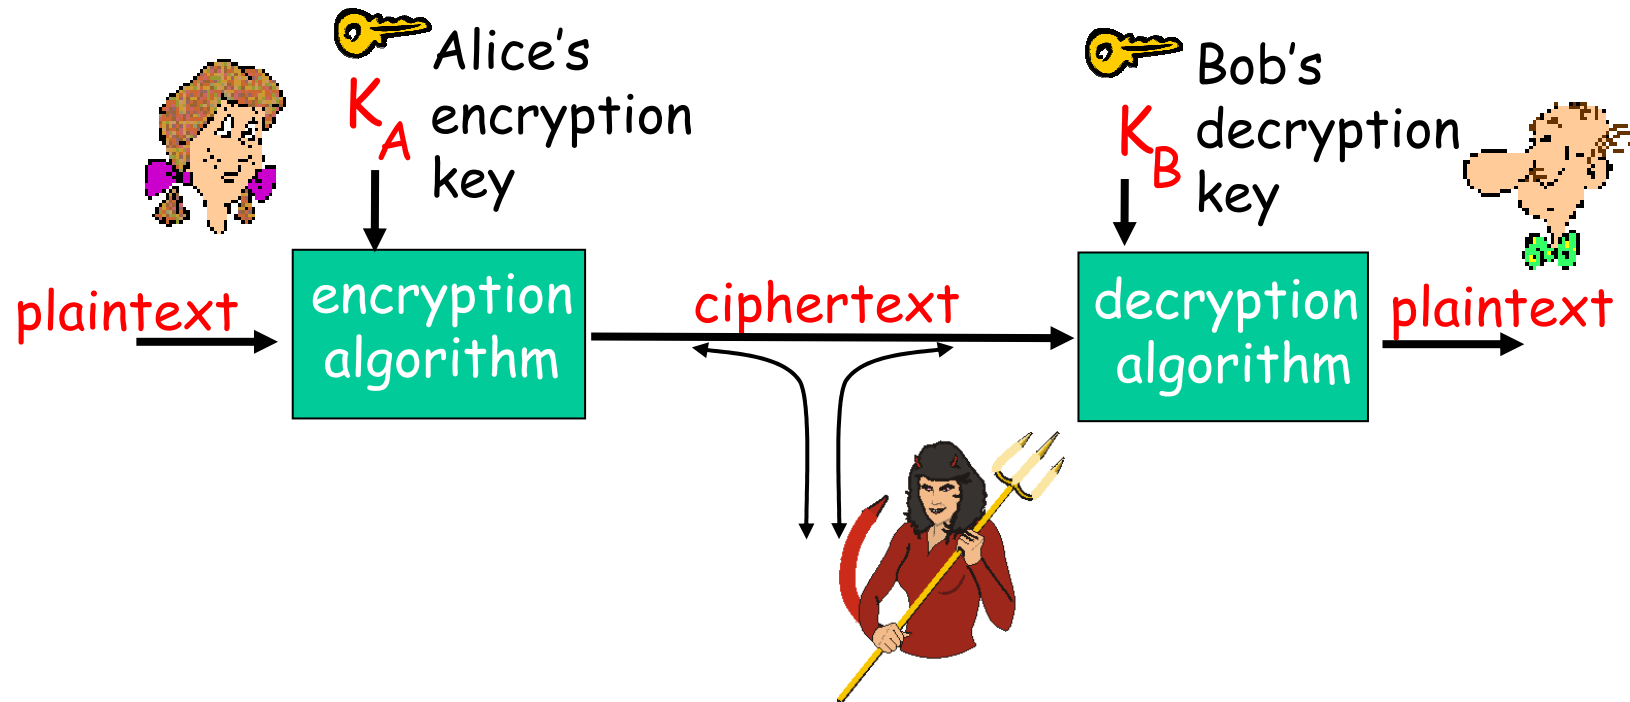 Alice's
encryption
key
K
A
Bob's
decryption
key
K
B
plaintext
encryption
algorithm
ciphertext
decryption
algorithm
plaintext